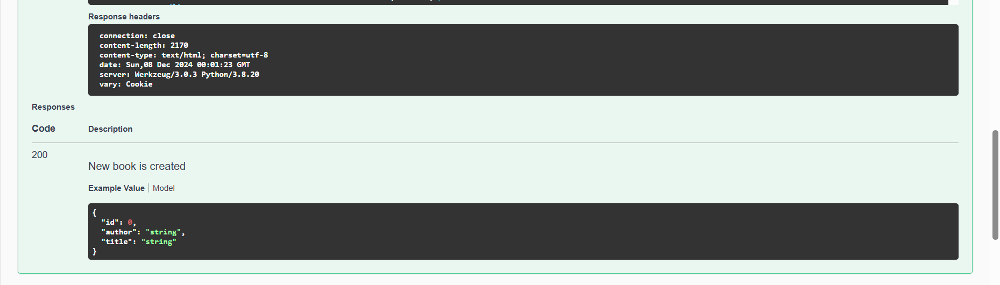 Response headers
connection: close
content-length: 2170
content-type: text/html; charset=utf-8
date: Sun,08 Dec 2024 00:01:23 GMT
server: Werkzeug/3.0.3 Python/3.8.20
vary: Cookie
Responses
Code Description
200
New book is created
Example Value Model
{
"id": 0,
"author": "string",
"title": "string"
}